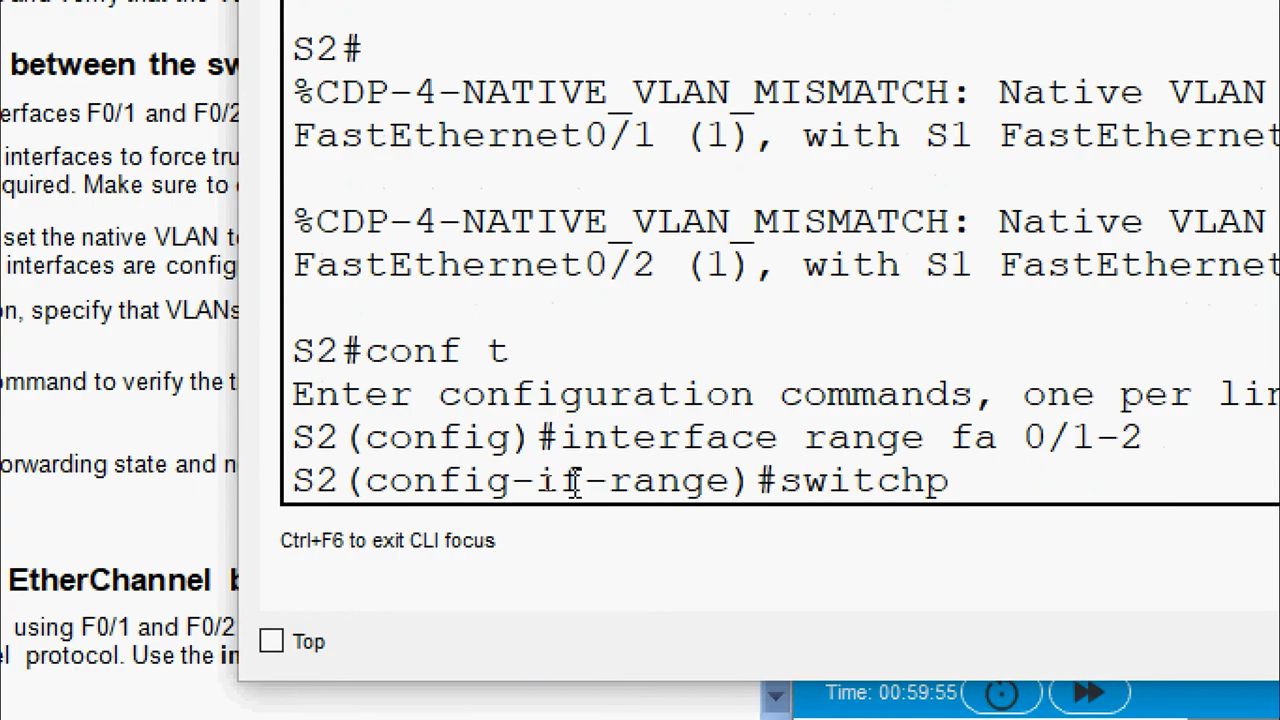 between the sw
S2#
%CDP-4-NATIVE_VLAN_MISMATCH: Native VLAN
erfaces F0/1 and F0/2
FastEthernet0/1 (1), with S1 FastEthernet
interfaces to force tru
quired. Make sure to
%CDP-4-NATIVE_VLAN_MISMATCH: Native VLAN
set the native VLAN to
interfaces are config
FastEthernet0/2 (1), with S1 FastEthernet
on, specify that VLANs
S2#conf t
ommand to verify the t
Enter configuration commands, one per lin
S2(config)#interface range fa 0/1-2
orwarding state and n
S2(config-if-range)#switchp
Ctrl+F6 to exit CLI focus
EtherChannel b
using F0/1 and F0/2
Top
el protocol. Use the in
Time: 00:59:55